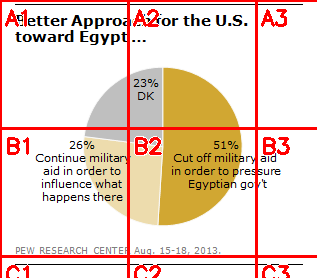 Better Approach for the U.S.
toward Egypt ...
A1
A2
A3
23%
DK
B1
B2
B3
26%
Continue military
aid in order to
influence what
happens there
51%
Cut off military aid
in order to pressure
Egyptian gov't
PEW RESEARCH CENTER Aug. 15-18, 2013.
C1
C2
C3